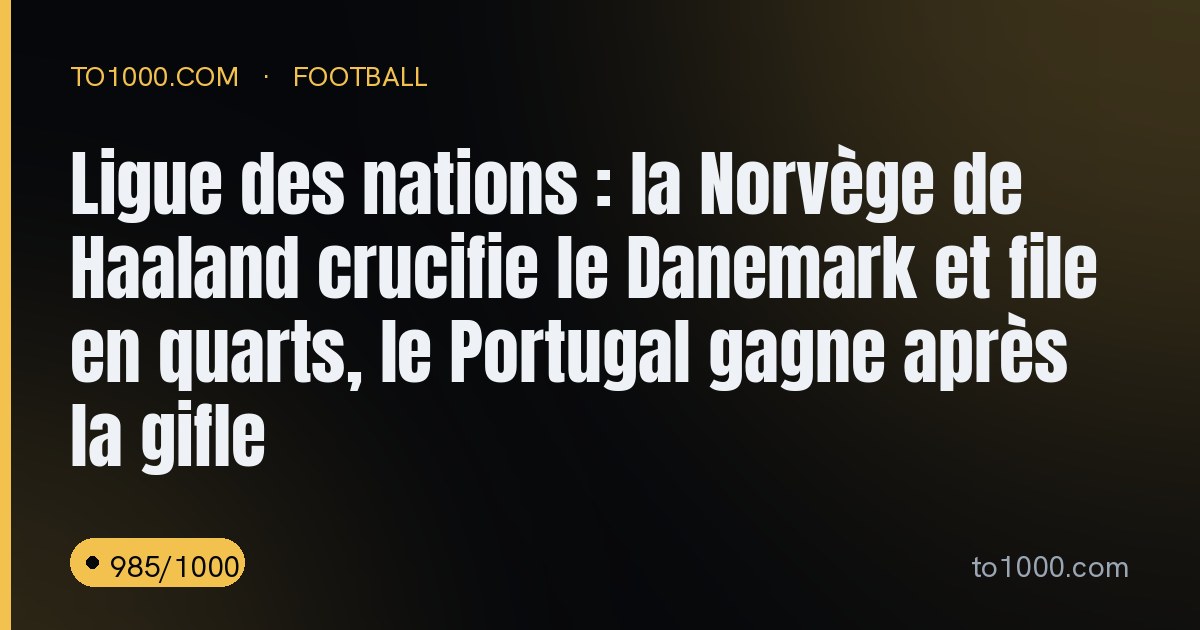 TO1000.COM · FOOTBALL
Ligue des nations : la Norvège de
Haaland crucifie le Danemark et file
en quarts, le Portugal gagne après
la gifle
985/1000
to1000.com